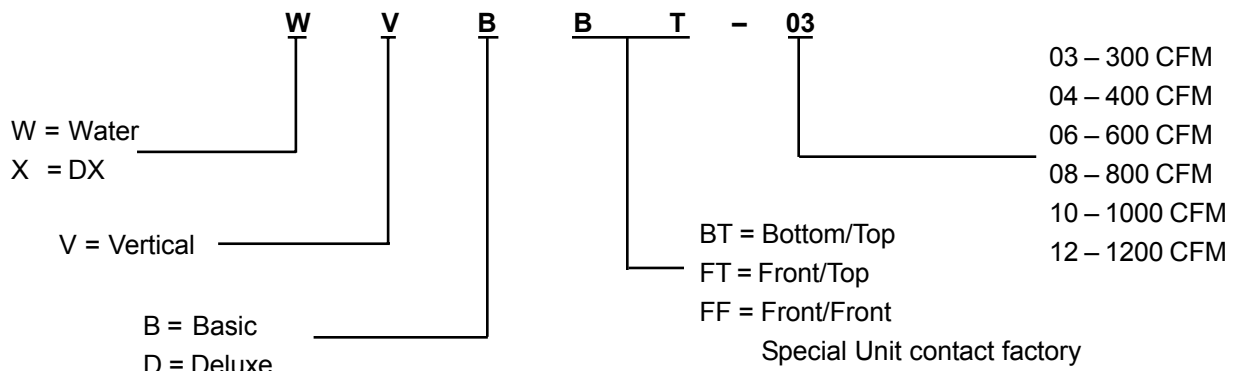 W V B B T – 03
03 – 300 CFM
04 – 400 CFM
06 – 600 CFM
08 – 800 CFM
10 – 1000 CFM
12 – 1200 CFM
W = Water
X = DX
V = Vertical
B = Basic
D = Deluxe
BT = Bottom/Top
FT = Front/Top
FF = Front/Front
Special Unit contact factory